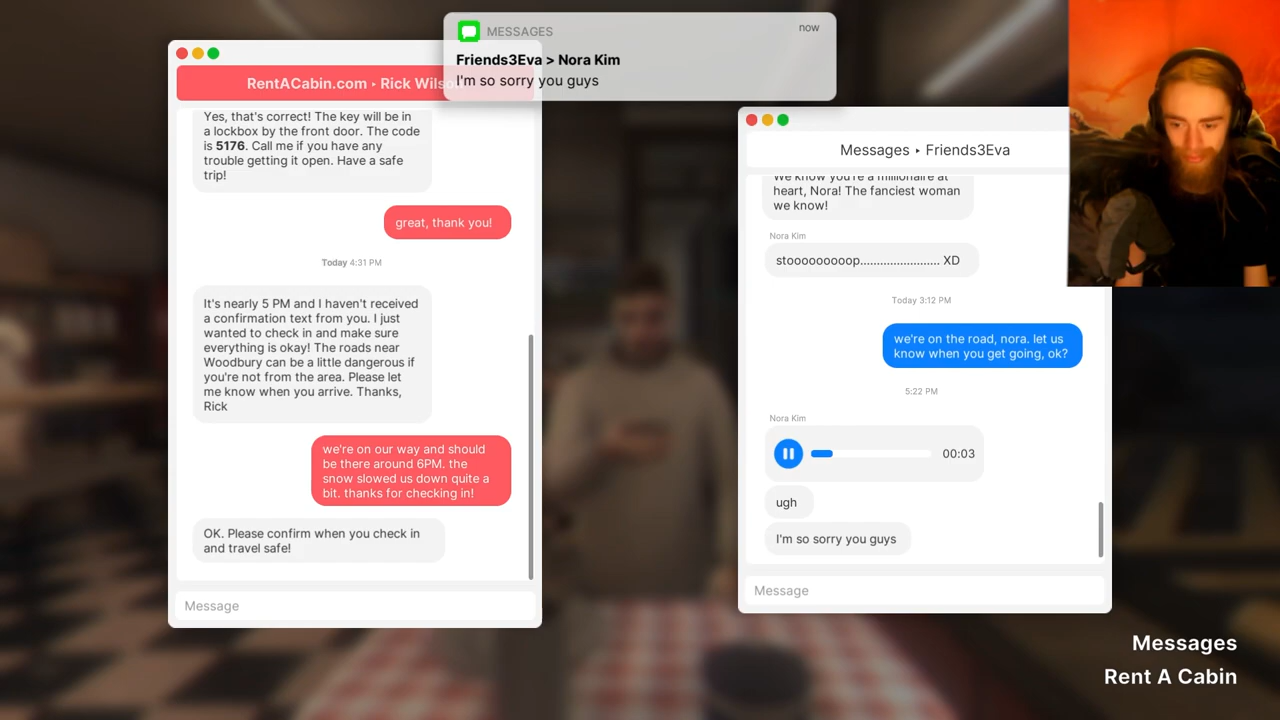 MESSAGES
now
Friends3Eva > Nora Kim
I'm so sorry you guys
RentACabin.com ▸ Rick Wilson
Yes, that's correct! The key will be
in a lockbox by the front door. The code
is 5176. Call me if you have any
trouble getting it open. Have a safe
trip!
great, thank you!
Today 4:31 PM
It's nearly 5 PM and I haven't received
a confirmation text from you. I just
wanted to check in and make sure
everything is okay! The roads near
Woodbury can be a little dangerous if
you're not from the area. Please let
me know when you arrive. Thanks,
Rick
we're on our way and should
be there around 6PM. the
snow slowed us down quite a
bit. thanks for checking in!
OK. Please confirm when you check in
and travel safe!
Message
Messages ▸ Friends3Eva
We know you're a millionaire at
heart, Nora! The fanciest woman
we know!
Nora Kim
stooooooooop........................ XD
Today 3:12 PM
we're on the road, nora. let us
know when you get going, ok?
5:22 PM
Nora Kim
00:03
ugh
I'm so sorry you guys
Message
Messages
Rent A Cabin